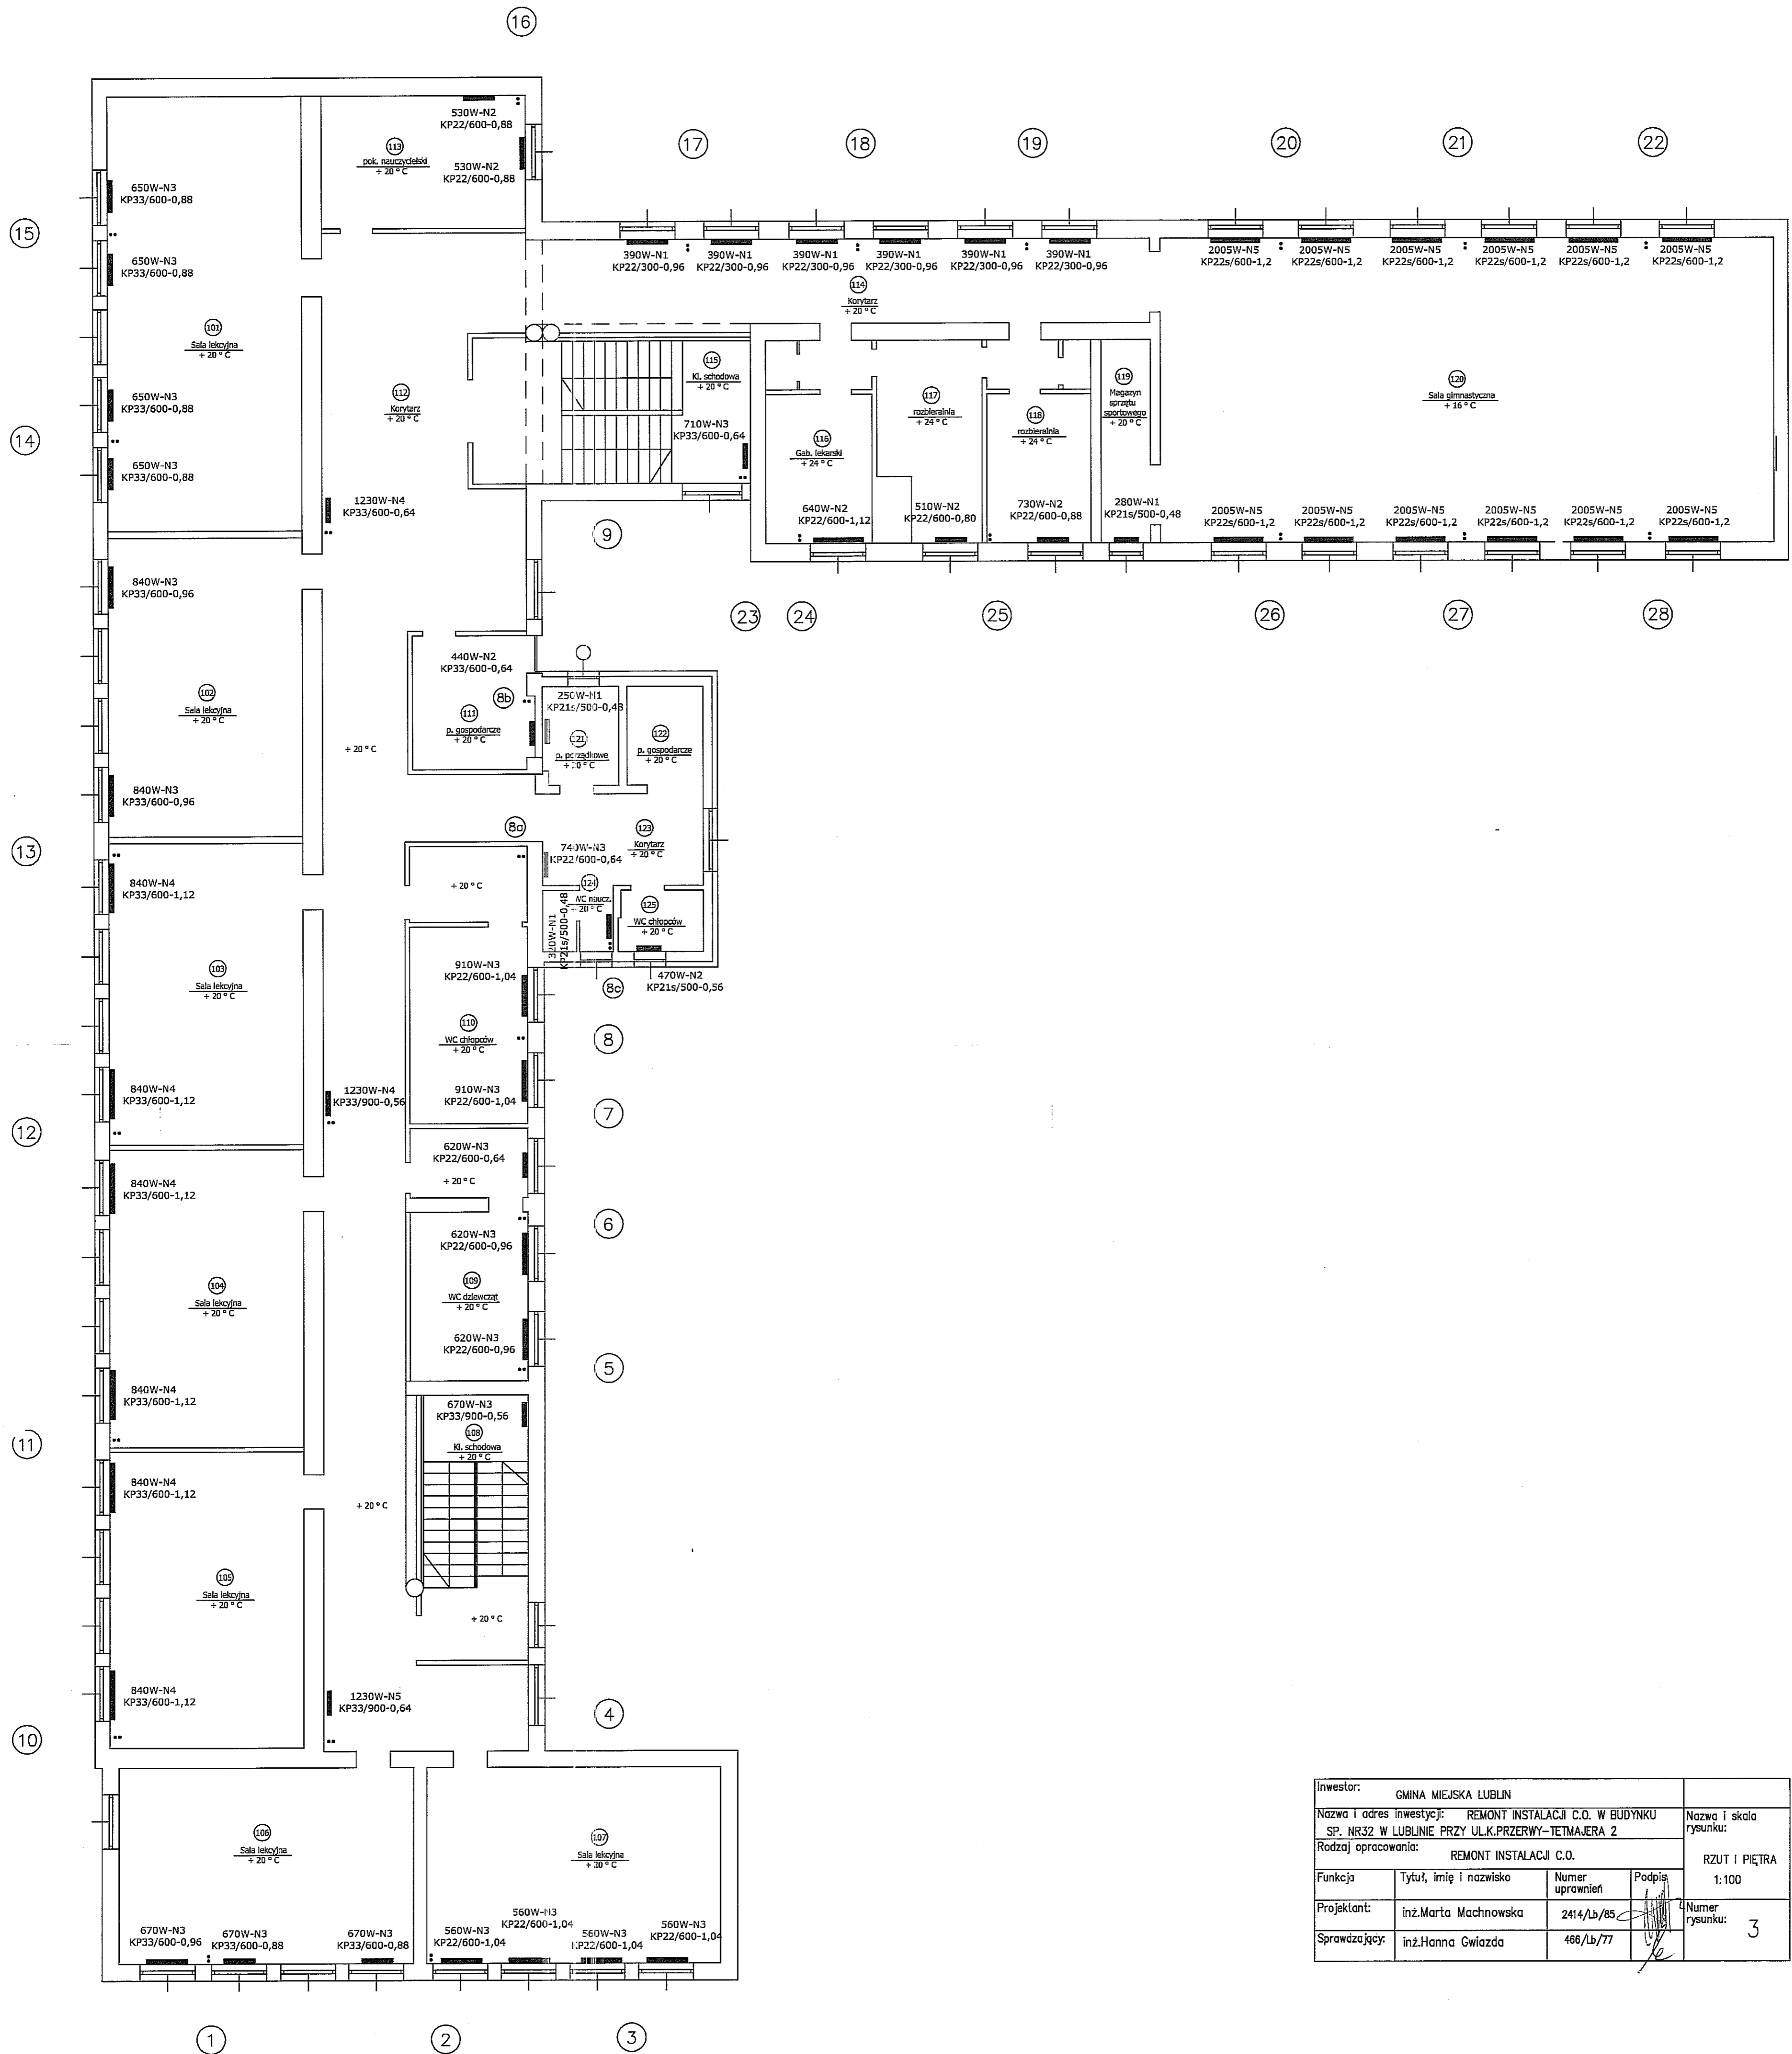 16
530W-N2
KP22/600-0,88
113
pok. nauczycielski
+ 20 ° C
530W-N2
KP22/600-0,88
17
18
19
20
21
22
650W-N3
KP33/600-0,88
15
650W-N3
KP33/600-0,88
390W-N1
KP22/300-0,96
390W-N1
KP22/300-0,96
390W-N1
KP22/300-0,96
390W-N1
KP22/300-0,96
390W-N1
KP22/300-0,96
390W-N1
KP22/300-0,96
2005W-N5
KP22s/600-1,2
2005W-N5
KP22s/600-1,2
2005W-N5
KP22s/600-1,2
2005W-N5
KP22s/600-1,2
2005W-N5
KP22s/600-1,2
2005W-N5
KP22s/600-1,2
114
Korytarz
+ 20 ° C
101
Sala lekcyjna
+ 20 ° C
115
Kl. schodowa
+ 20 ° C
112
Korytarz
+ 20 ° C
650W-N3
KP33/600-0,88
14
650W-N3
KP33/600-0,88
710W-N3
KP33/600-0,64
116
Gab. lekarski
+ 24 ° C
117
rozbieralnia
+ 24 ° C
118
rozbieralnia
+ 24 ° C
119
Magazyn
sprzętu
sportowego
+ 20 ° C
120
Sala gimnastyczna
+ 16 ° C
1230W-N4
KP33/600-0,64
640W-N2
KP22/600-1,12
510W-N2
KP22/600-0,80
730W-N2
KP22/600-0,88
280W-N1
KP21s/500-0,48
2005W-N5
KP22s/600-1,2
2005W-N5
KP22s/600-1,2
2005W-N5
KP22s/600-1,2
2005W-N5
KP22s/600-1,2
2005W-N5
KP22s/600-1,2
2005W-N5
KP22s/600-1,2
9
23
24
25
26
27
28
840W-N3
KP33/600-0,96
440W-N2
KP33/600-0,64
8b
111
p. gospodarcze
+ 20 ° C
250W-N1
KP21s/500-0,48
121
p. porządkowe
+ 20 ° C
122
p. gospodarcze
+ 20 ° C
102
Sala lekcyjna
+ 20 ° C
+ 20 ° C
840W-N3
KP33/600-0,96
13
8a
123
Korytarz
+ 20 ° C
740W-N3
KP22/600-0,64
840W-N4
KP33/600-1,12
+ 20 ° C
124
WC naucz.
+ 20 ° C
320W-N1
KP21s/500-0,48
125
WC chłopców
+ 20 ° C
470W-N2
KP21s/500-0,56
8c
103
Sala lekcyjna
+ 20 ° C
910W-N3
KP22/600-1,04
110
WC chłopców
+ 20 ° C
8
840W-N4
KP33/600-1,12
1230W-N4
KP33/900-0,56
910W-N3
KP22/600-1,04
7
12
620W-N3
KP22/600-0,64
+ 20 ° C
840W-N4
KP33/600-1,12
6
620W-N3
KP22/600-0,96
104
Sala lekcyjna
+ 20 ° C
109
WC dziewcząt
+ 20 ° C
620W-N3
KP22/600-0,96
5
840W-N4
KP33/600-1,12
670W-N3
KP33/900-0,56
108
Kl. schodowa
+ 20 ° C
11
840W-N4
KP33/600-1,12
+ 20 ° C
105
Sala lekcyjna
+ 20 ° C
+ 20 ° C
840W-N4
KP33/600-1,12
1230W-N5
KP33/900-0,64
4
10
106
Sala lekcyjna
+ 20 ° C
107
Sala lekcyjna
+ 20 ° C
670W-N3
KP33/600-0,96
670W-N3
KP33/600-0,88
670W-N3
KP33/600-0,88
560W-N3
KP22/600-1,04
560W-N3
KP22/600-1,04
560W-N3
KP22/600-1,04
560W-N3
KP22/600-1,04
1
2
3
Inwestor: GMINA MIEJSKA LUBLIN
Nazwa i adres inwestycji: REMONT INSTALACJI C.O. W BUDYNKU
SP. NR32 W LUBLINIE PRZY UL.K.PRZERWY-TETMAJERA 2
Rodzaj opracowania:
REMONT INSTALACJI C.O.
Nazwa i skala
rysunku:
RZUT I PIĘTRA
1:100
Funkcja
Tytuł, imię i nazwisko
Numer
uprawnień
Podpis
Projektant:
inż.Marta Machnowska
2414/Lb/85
Sprawdzający:
inż.Hanna Gwiazda
466/Lb/77
Numer
rysunku:
3